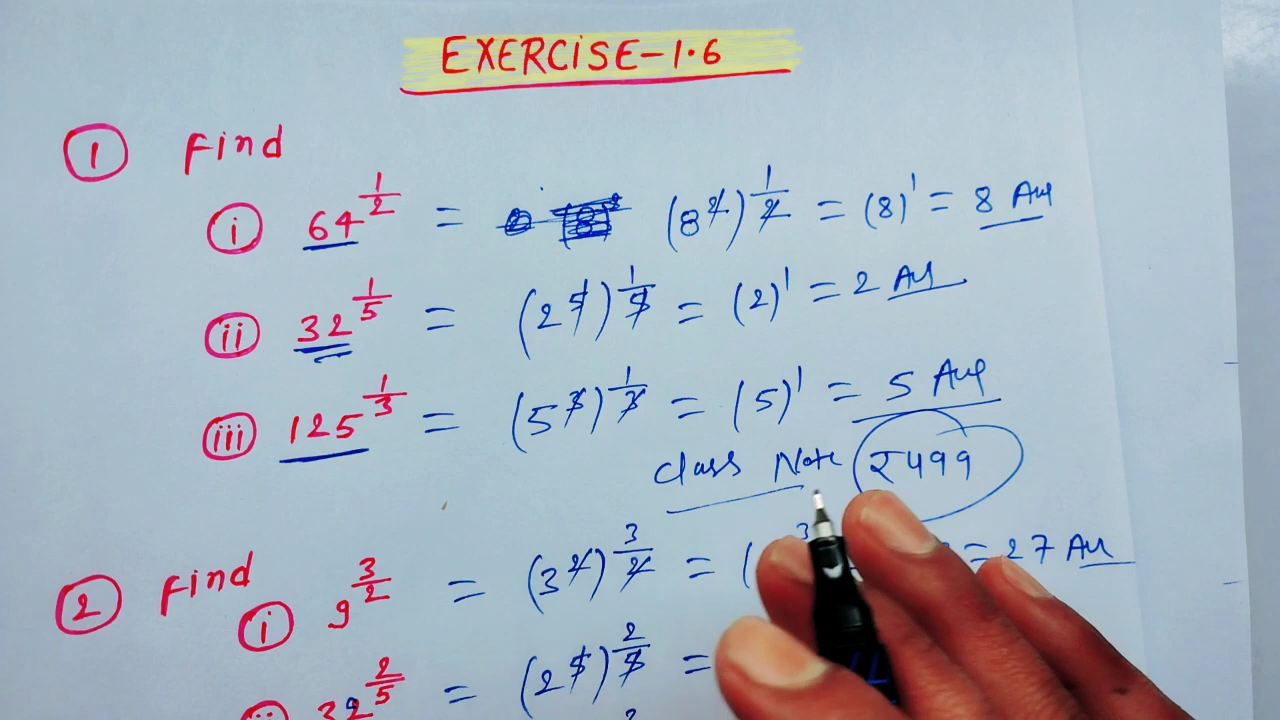 EXERCISE-1.6
① Find
(i) 64^(1/2) = (8^2)^(1/2) = (8)^1 = 8 Ans
(ii) 32^(1/5) = (2^5)^(1/5) = (2)^1 = 2 Ans
(iii) 125^(1/3) = (5^3)^(1/3) = (5)^1 = 5 Ans
Class Note ₹499
② Find
(i) 9^(3/2) = (3^2)^(3/2) = ( 3 = 27 Ans
(ii) 32^(2/5) = (2^5)^(2/5) =
3